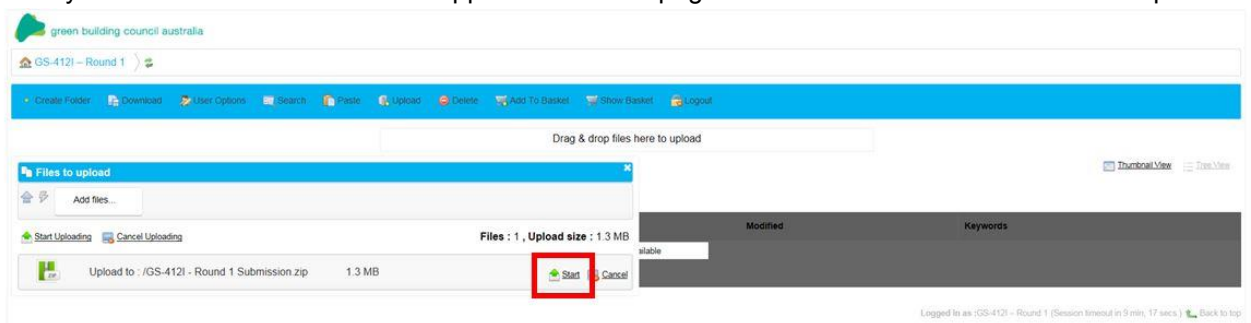 green building council australia
GS-412I – Round 1
Create Folder Download User Options Search Paste Upload Delete Add To Basket Show Basket Logout
Drag & drop files here to upload
Files to upload
Thumbnail View Tree View
Add files...
Modified Keywords
Start Uploading Cancel Uploading Files : 1 , Upload size : 1.3 MB
ailable
ZIP Upload to : /GS-412I - Round 1 Submission.zip 1.3 MB Start Cancel
Logged in as :GS-412I – Round 1 (Session timeout in 9 min, 17 secs ) Back to top